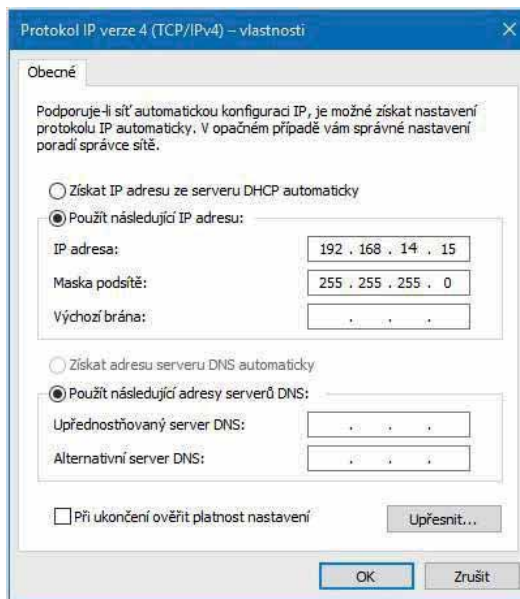 Protokol IP verze 4 (TCP/IPv4) – vlastnosti
Obecné
Podporuje-li síť automatickou konfiguraci IP, je možné získat nastavení
protokolu IP automaticky. V opačném případě vám správné nastavení
poradí správce sítě.
Získat IP adresu ze serveru DHCP automaticky
Použít následující IP adresu:
IP adresa: 192 . 168 . 14 . 15
Maska podsítě: 255 . 255 . 255 . 0
Výchozí brána: . . .
Získat adresu serveru DNS automaticky
Použít následující adresy serverů DNS:
Upřednostňovaný server DNS: . . .
Alternativní server DNS: . . .
Při ukončení ověřit platnost nastavení
Upřesnit...
OK Zrušit